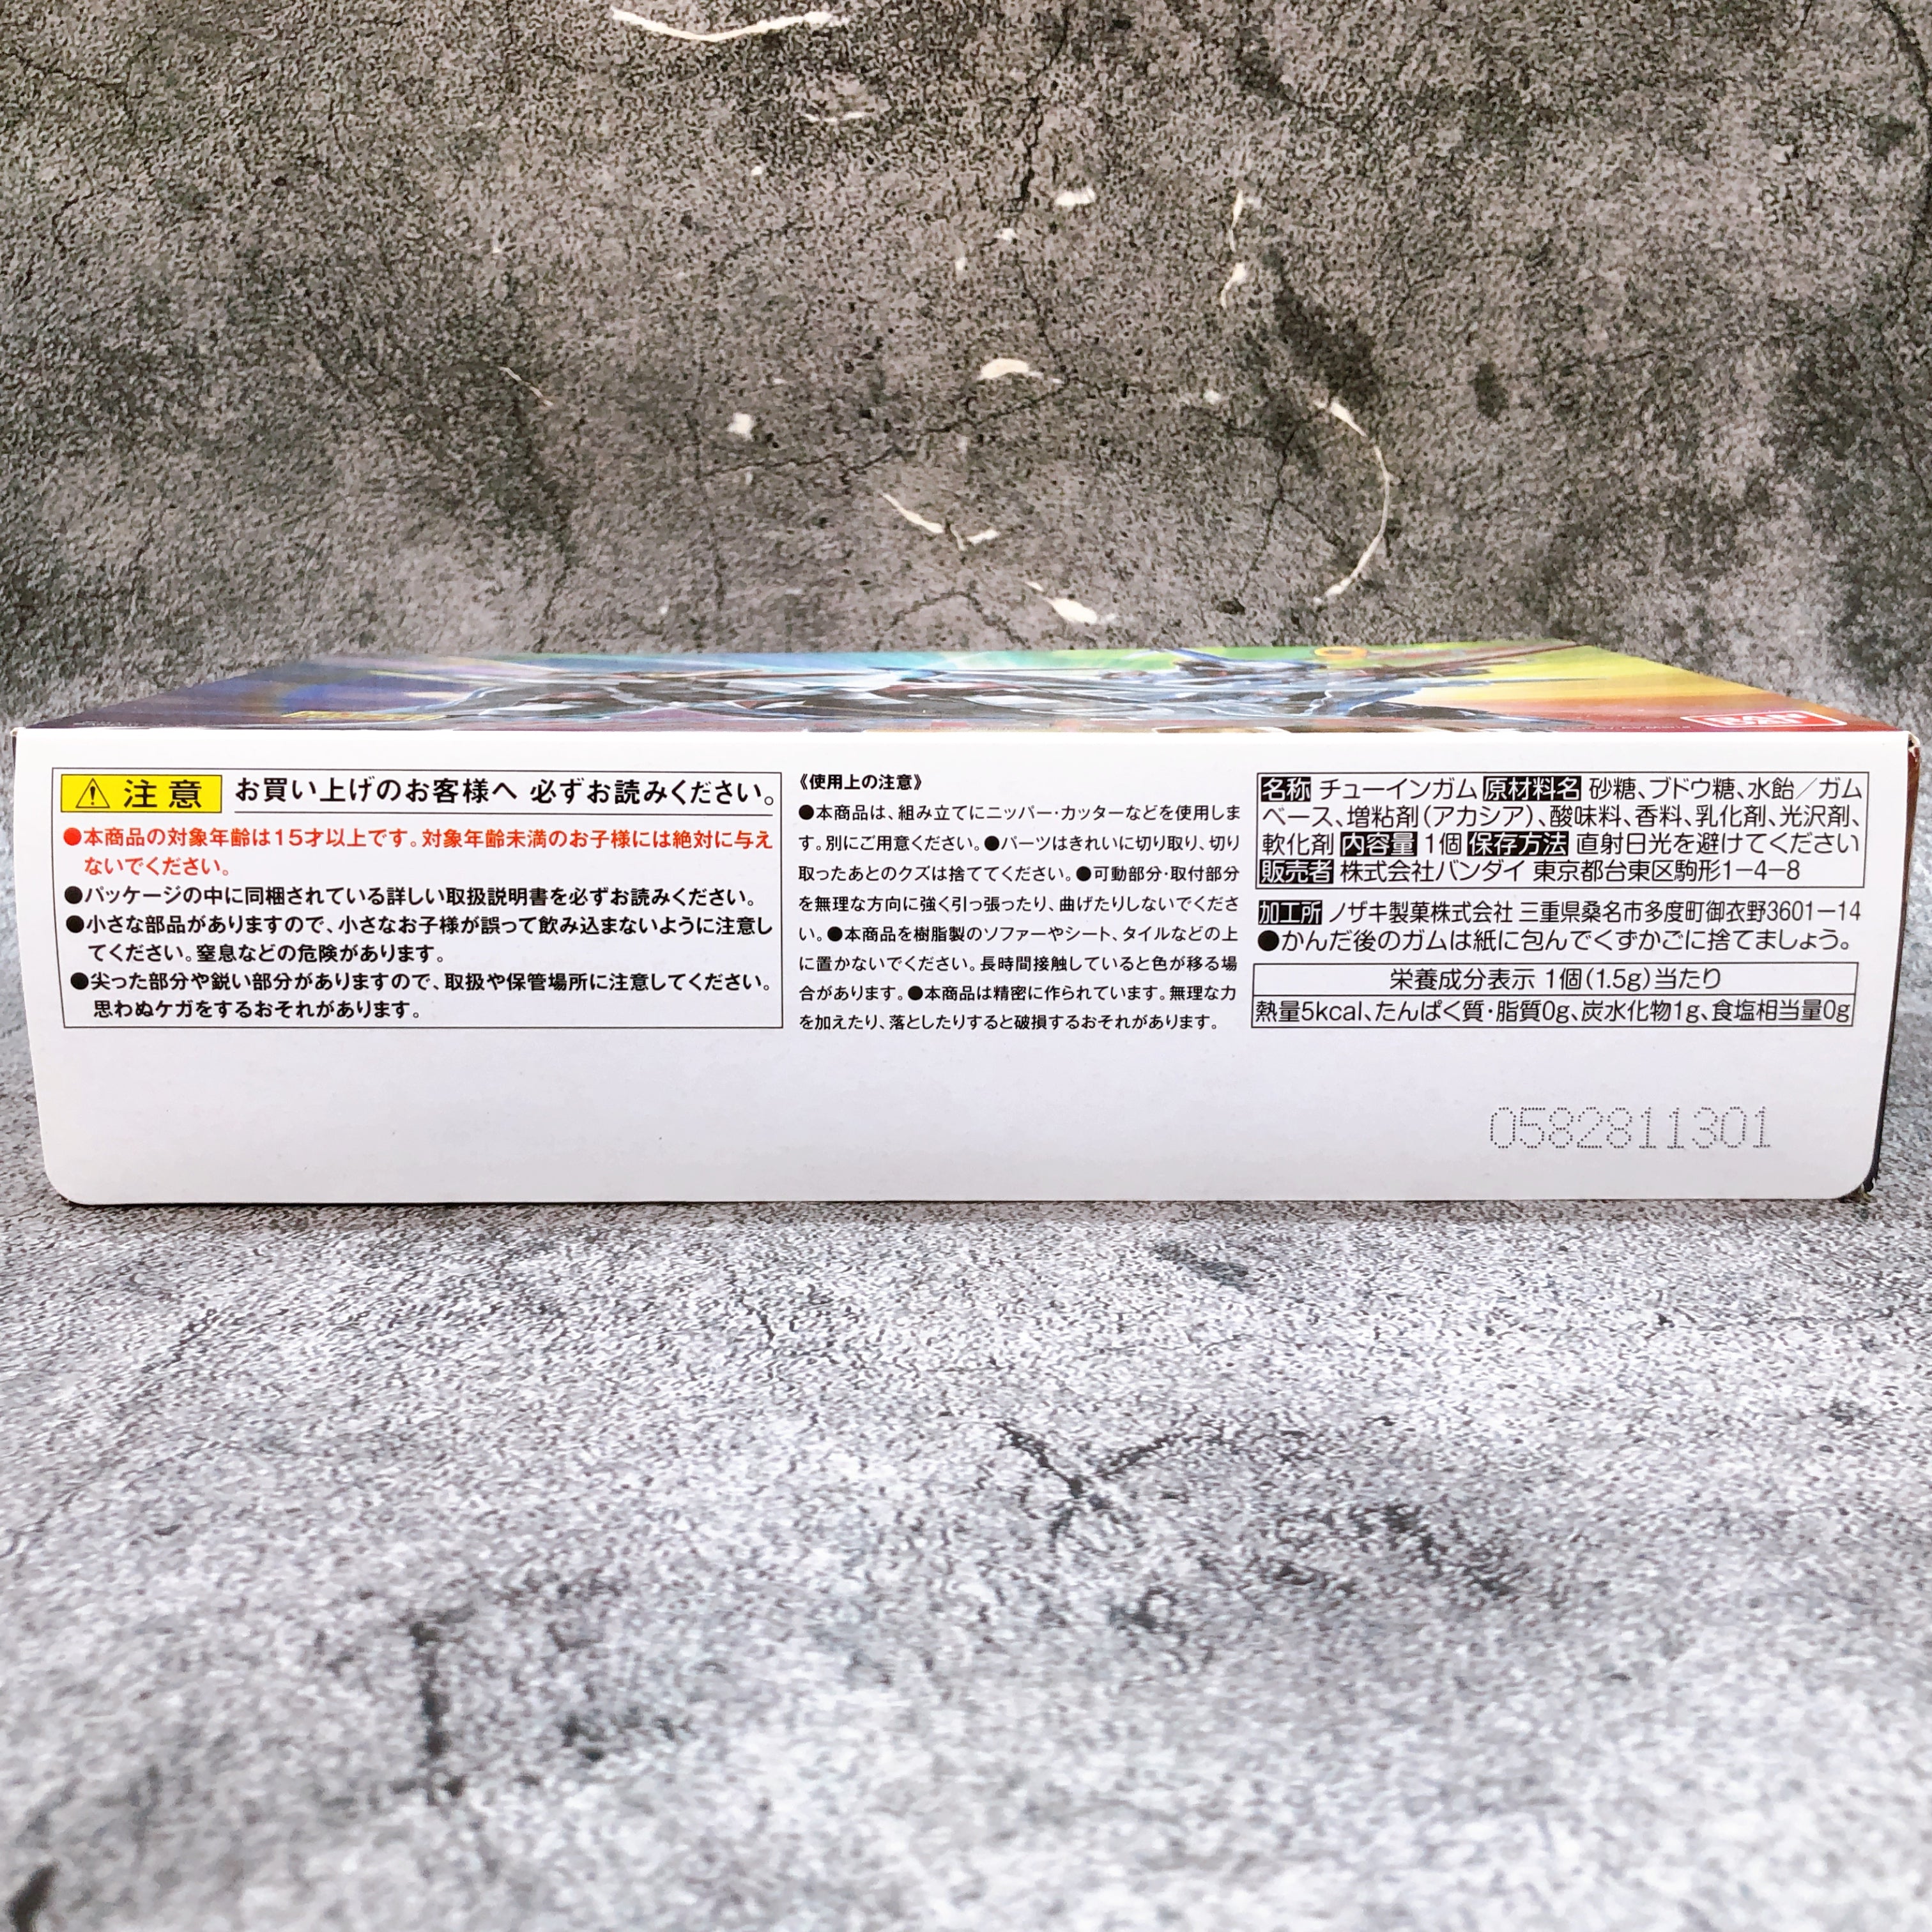 注意 お買い上げのお客様へ 必ずお読みください。
●本商品の対象年齢は15才以上です。対象年齢未満のお子様には絶対に与え
ないでください。
●パッケージの中に同梱されている詳しい取扱説明書を必ずお読みください。
●小さな部品がありますので、小さなお子様が誤って飲み込まないように注意し
てください。窒息などの危険があります。
●尖った部分や鋭い部分がありますので、取扱や保管場所に注意してください。
思わぬケガをするおそれがあります。
《使用上の注意》
●本商品は、組み立てにニッパー・カッターなどを使用しま
す。別にご用意ください。●パーツはきれいに切り取り、切り
取ったあとのクズは捨ててください。●可動部分・取付部分
を無理な方向に強く引っ張ったり、曲げたりしないでくださ
い。●本商品を樹脂製のソファーやシート、タイルなどの上
に置かないでください。長時間接触していると色が移る場
合があります。●本商品は精密に作られています。無理な力
を加えたり、落としたりすると破損するおそれがあります。
名称 チューインガム 原材料名 砂糖、ブドウ糖、水飴／ガム
ベース、増粘剤(アカシア)、酸味料、香料、乳化剤、光沢剤、
軟化剤 内容量 1個 保存方法 直射日光を避けてください
販売者 株式会社バンダイ 東京都台東区駒形1-4-8
加工所 ノザキ製菓株式会社 三重県桑名市多度町御衣野3601-14
●かんだ後のガムは紙に包んでくずかごに捨てましょう。
栄養成分表示 1個(1.5g)当たり
熱量5kcal、たんぱく質・脂質0g、炭水化物1g、食塩相当量0g
0582811301